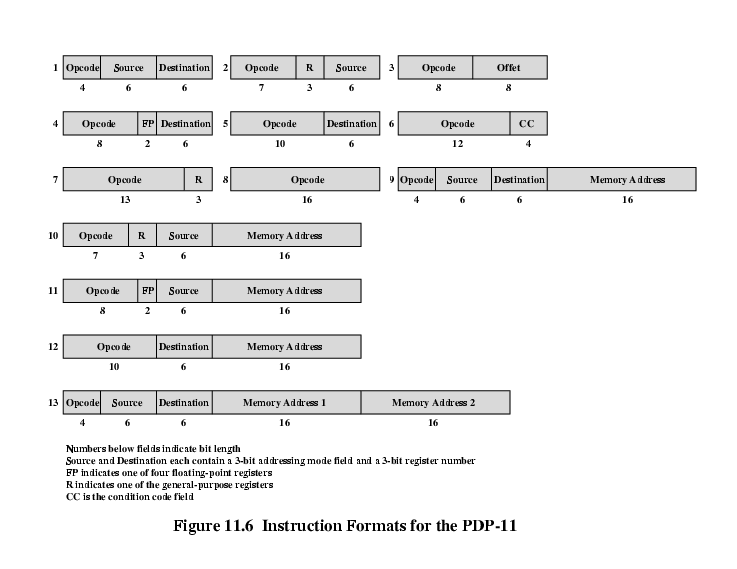 1 Opcode Source Destination 2 Opcode R Source 3 Opcode Offet
4 6 6 7 3 6 8 8
4 Opcode FP Destination 5 Opcode Destination 6 Opcode CC
8 2 6 10 6 12 4
7 Opcode R 8 Opcode 9 Opcode Source Destination Memory Address
13 3 16 4 6 6 16
10 Opcode R Source Memory Address
7 3 6 16
11 Opcode FP Source Memory Address
8 2 6 16
12 Opcode Destination Memory Address
10 6 16
13 Opcode Source Destination Memory Address 1 Memory Address 2
4 6 6 16 16
Numbers below fields indicate bit length
Source and Destination each contain a 3-bit addressing mode field and a 3-bit register number
FP indicates one of four floating-point registers
R indicates one of the general-purpose registers
CC is the condition code field
Figure 11.6 Instruction Formats for the PDP-11